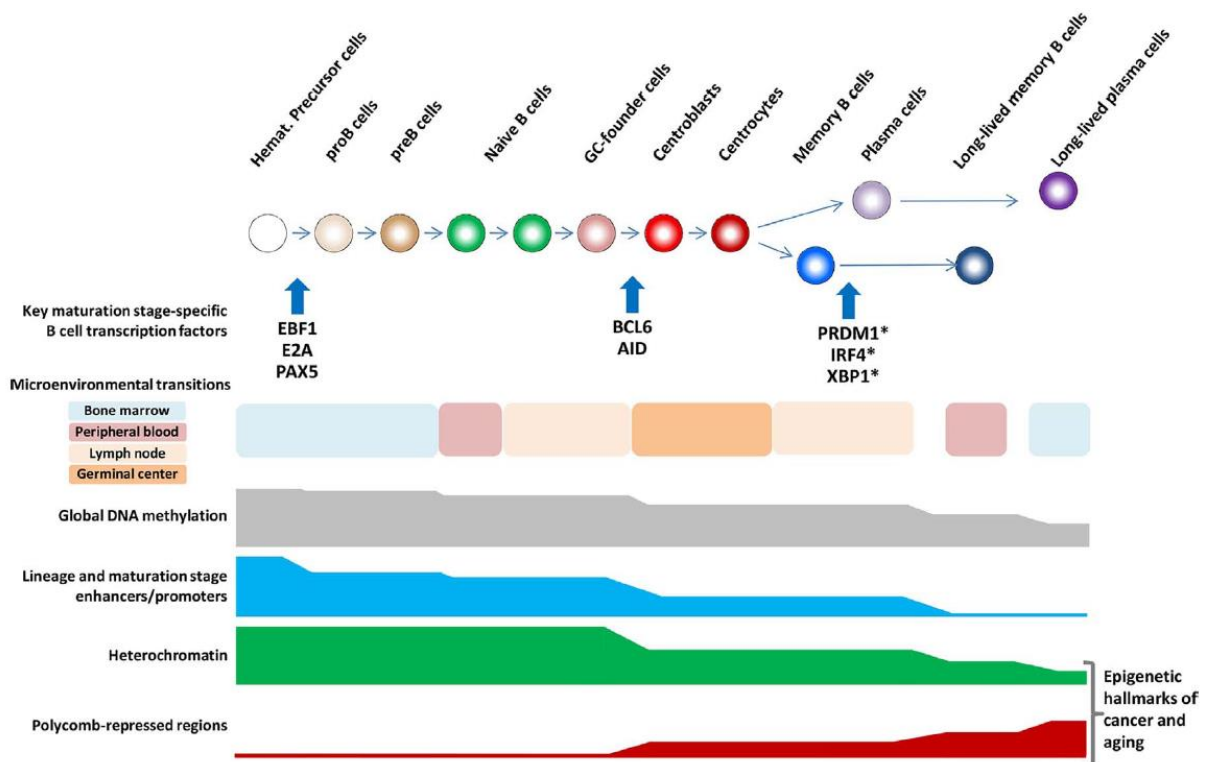 Hemat. Precursor cells
proB cells
preB cells
Naive B cells
GC-founder cells
Centroblasts
Centrocytes
Memory B cells
Plasma cells
Long-lived memory B cells
Long-lived plasma cells
Key maturation stage-specific
B cell transcription factors
EBF1
E2A
PAX5
BCL6
AID
PRDM1*
IRF4*
XBP1*
Microenvironmental transitions
Bone marrow
Peripheral blood
Lymph node
Germinal center
Global DNA methylation
Lineage and maturation stage
enhancers/promoters
Heterochromatin
Polycomb-repressed regions
Epigenetic
hallmarks of
cancer and
aging